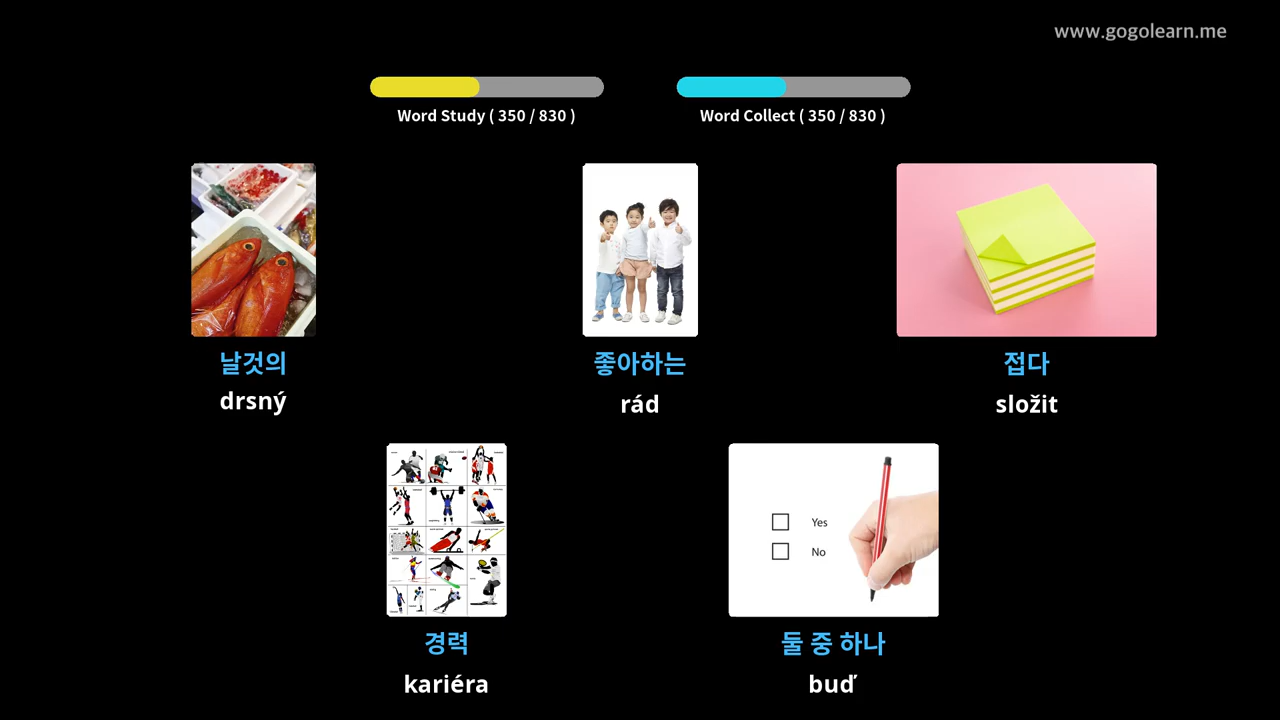 www.gogolearn.me
Word Study ( 350 / 830 )
Word Collect ( 350 / 830 )
날것의
drsný
좋아하는
rád
접다
složit
경력
kariéra
Yes
No
둘 중 하나
buď